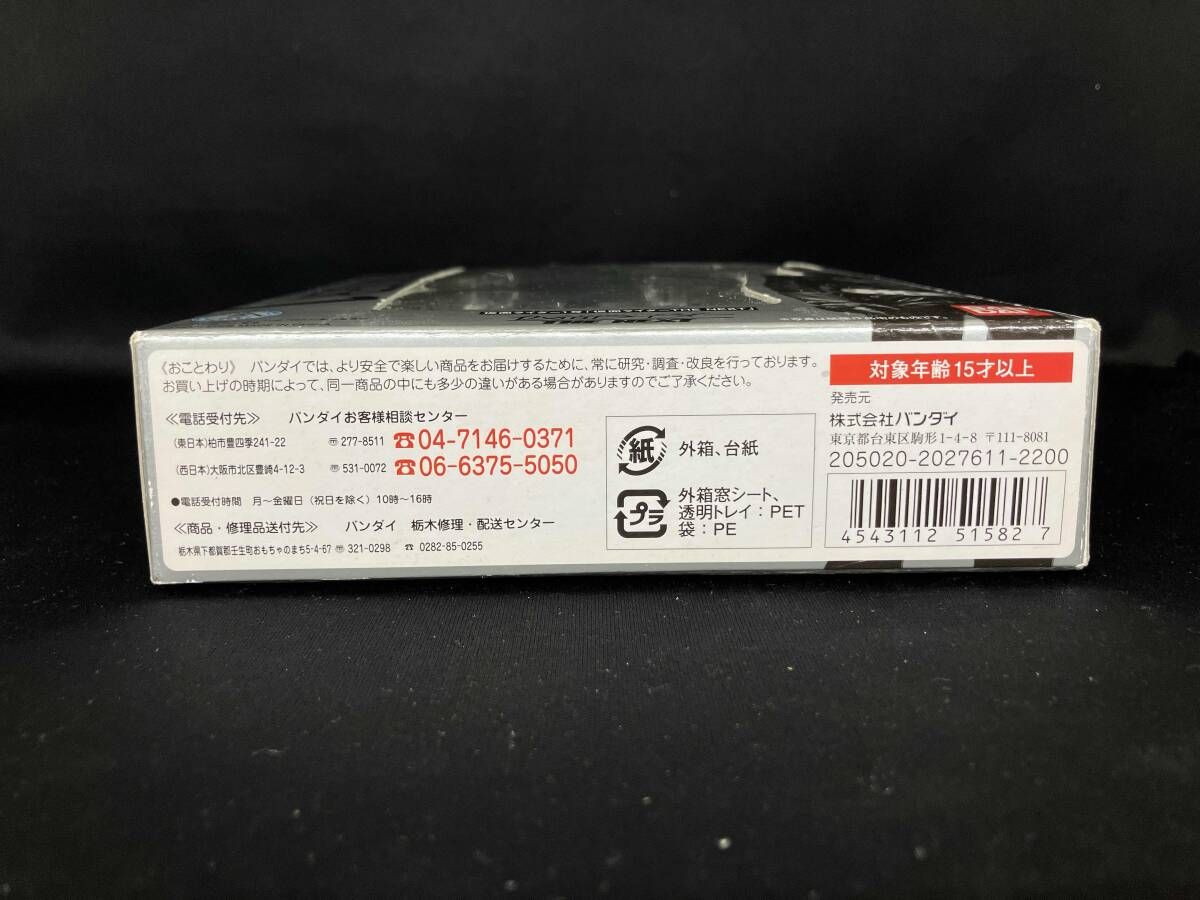 《おことわり》 バンダイでは、より安全で楽しい商品をお届けするために、常に研究・調査・改良を行っております。
お買い上げの時期によって、同一商品の中にも多少の違いがある場合がありますのでご了承ください。
≪電話受付先≫ バンダイお客様相談センター
(東日本)柏市豊四季241-22 〠277-8511 ☎04-7146-0371
(西日本)大阪市北区豊崎4-12-3 〠531-0072 ☎06-6375-5050
●電話受付時間 月〜金曜日(祝日を除く)10時〜16時
≪商品・修理品送付先≫ バンダイ 栃木修理・配送センター
栃木県下都賀郡壬生町おもちゃのまち5-4-67 〠321-0298 ☎0282-85-0255
紙 外箱、台紙
プラ 外箱窓シート、
透明トレイ：PET
袋：PE
対象年齢15才以上
発売元
株式会社バンダイ
東京都台東区駒形1-4-8 〒111-8081
205020-2027611-2200
4543112 51582 7